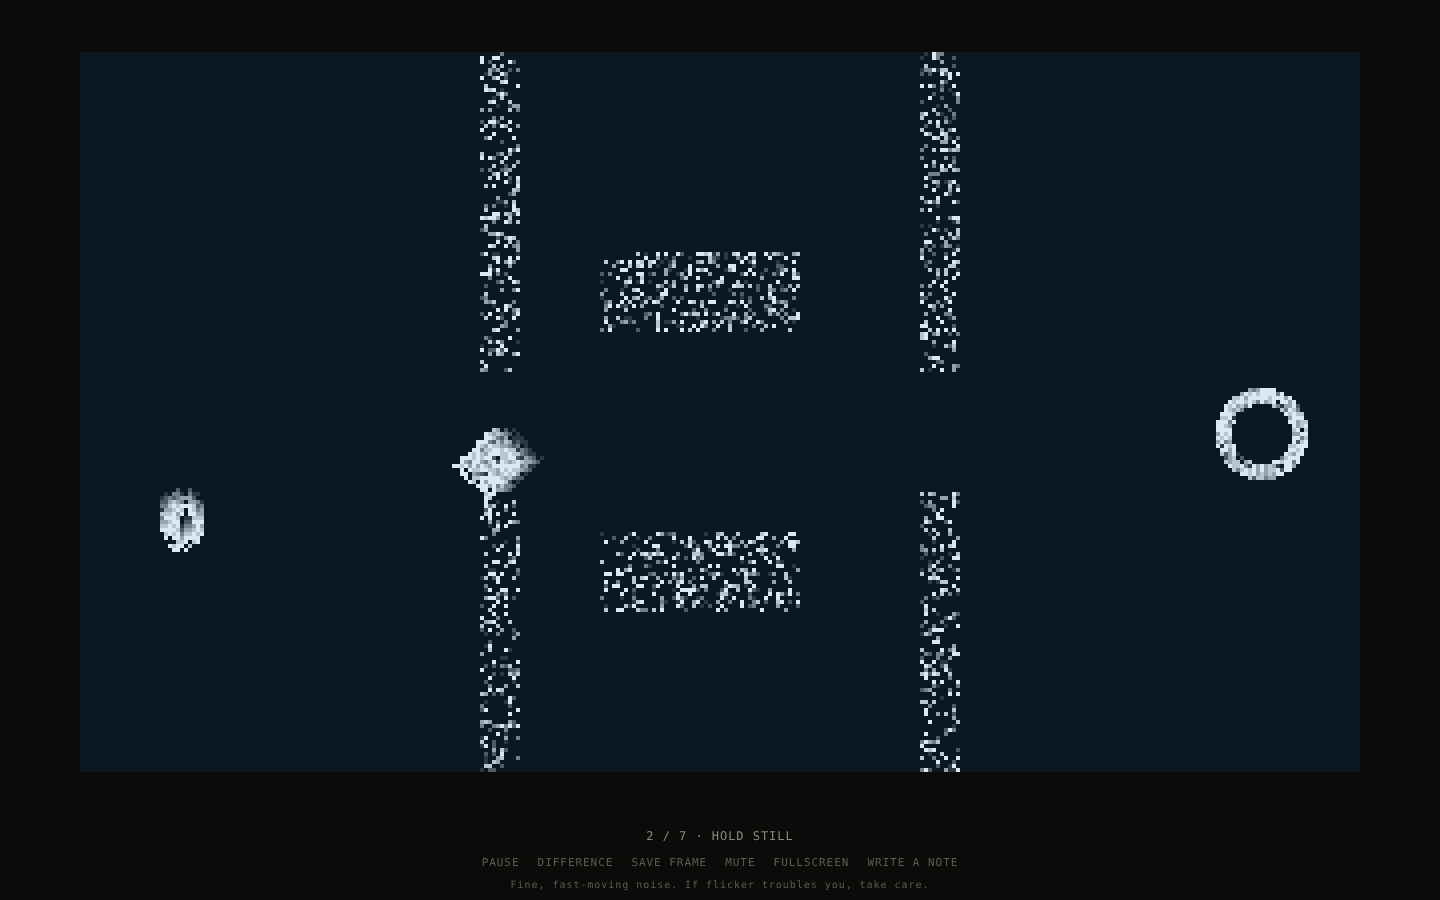 2 / 7 · HOLD STILL
PAUSE DIFFERENCE SAVE FRAME MUTE FULLSCREEN WRITE A NOTE
Fine, fast-moving noise. If flicker troubles you, take care.